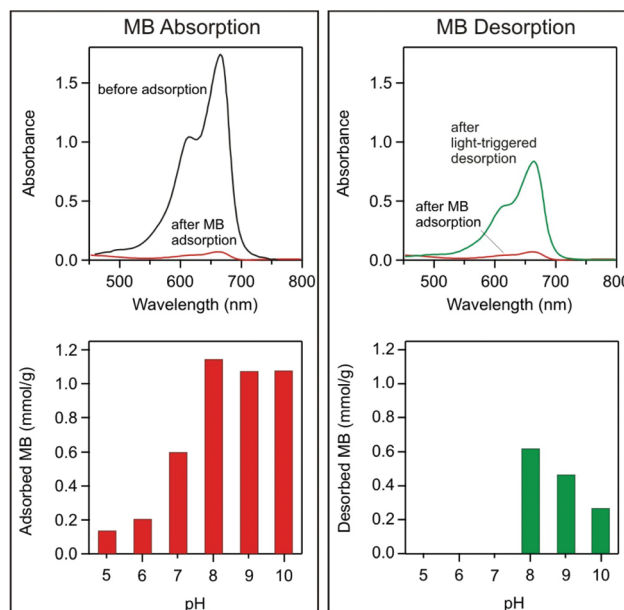 MB Absorption
1.5
1.0
0.5
0.0
Absorbance
before adsorption
after MB
adsorption
500 600 700 800
Wavelength (nm)
1.2
1.0
0.8
0.6
0.4
0.2
0.0
Adsorbed MB (mmol/g)
5 6 7 8 9 10
pH
MB Desorption
1.5
1.0
0.5
0.0
Absorbance
after
light-triggered
desorption
after MB
adsorption
500 600 700 800
Wavelength (nm)
1.2
1.0
0.8
0.6
0.4
0.2
0.0
Desorbed MB (mmol/g)
5 6 7 8 9 10
pH